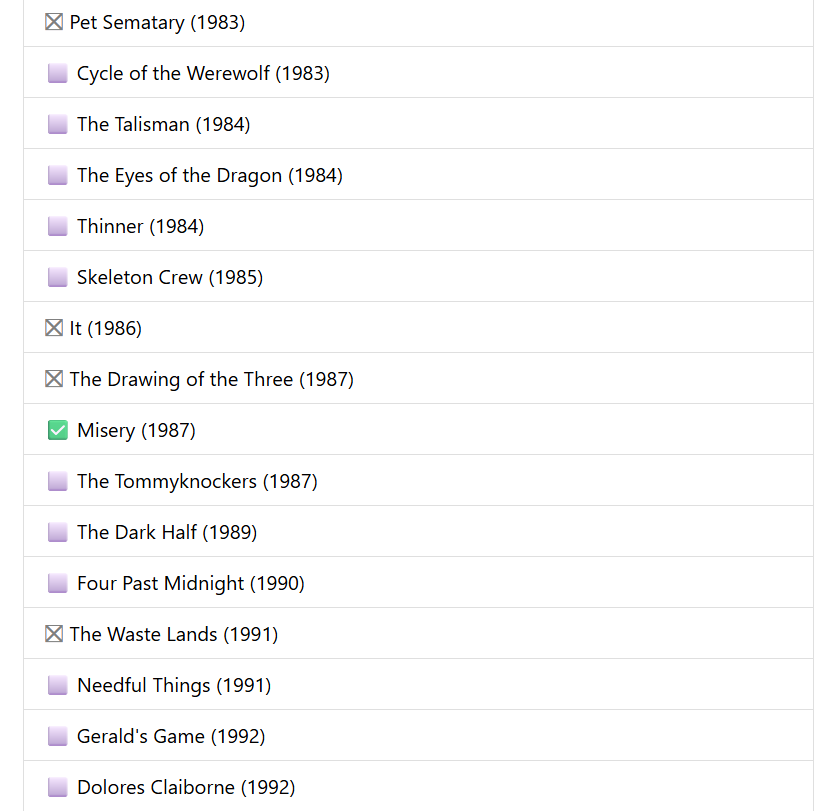 ☒ Pet Sematary (1983)
🟪 Cycle of the Werewolf (1983)
🟪 The Talisman (1984)
🟪 The Eyes of the Dragon (1984)
🟪 Thinner (1984)
🟪 Skeleton Crew (1985)
☒ It (1986)
☒ The Drawing of the Three (1987)
✅ Misery (1987)
🟪 The Tommyknockers (1987)
🟪 The Dark Half (1989)
🟪 Four Past Midnight (1990)
☒ The Waste Lands (1991)
🟪 Needful Things (1991)
🟪 Gerald's Game (1992)
🟪 Dolores Claiborne (1992)